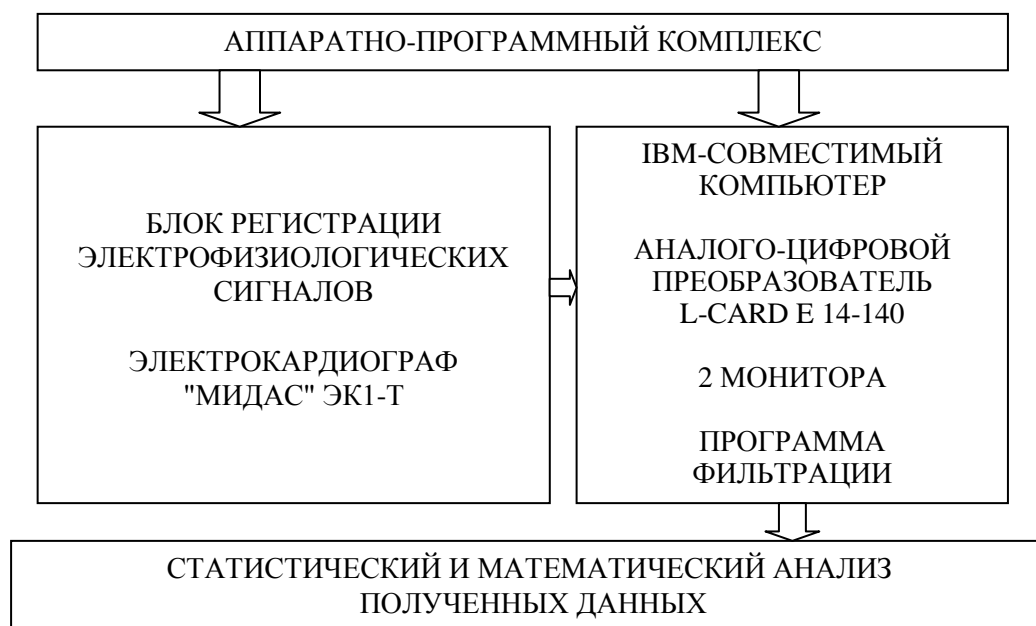 АППАРАТНО-ПРОГРАММНЫЙ КОМПЛЕКС
БЛОК РЕГИСТРАЦИИ
ЭЛЕКТРОФИЗИОЛОГИЧЕСКИХ
СИГНАЛОВ
ЭЛЕКТРОКАРДИОГРАФ
"МИДАС" ЭК1-Т
IBM-СОВМЕСТИМЫЙ
КОМПЬЮТЕР
АНАЛОГО-ЦИФРОВОЙ
ПРЕОБРАЗОВАТЕЛЬ
L-CARD E 14-140
2 МОНИТОРА
ПРОГРАММА
ФИЛЬТРАЦИИ
СТАТИСТИЧЕСКИЙ И МАТЕМАТИЧЕСКИЙ АНАЛИЗ
ПОЛУЧЕННЫХ ДАННЫХ